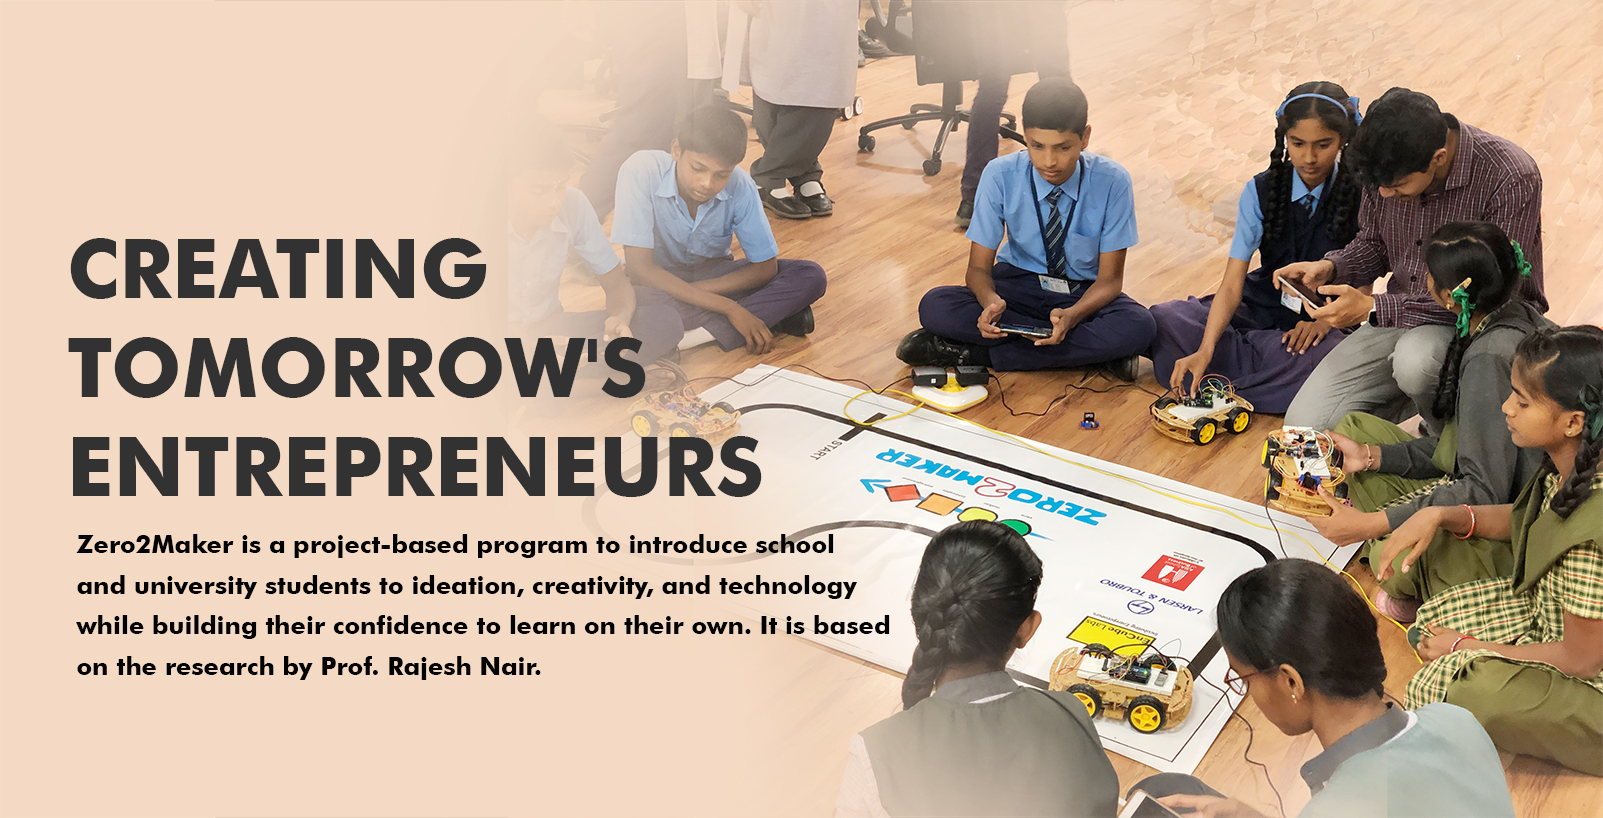 CREATING
TOMORROW'S
ENTREPRENEURS
Zero2Maker is a project-based program to introduce school
and university students to ideation, creativity, and technology
while building their confidence to learn on their own. It is based
on the research by Prof. Rajesh Nair.
START
ZERO2MAKER
LARSEN & TOUBRO
EnCube Labs